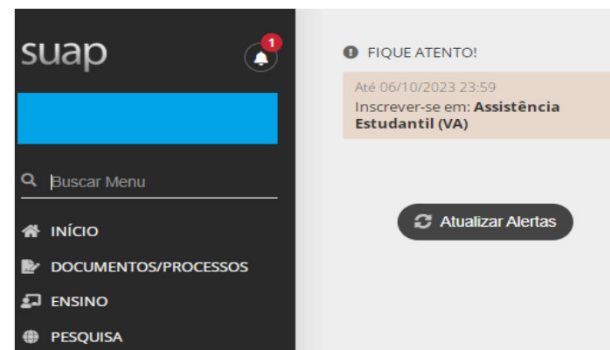 suap
1
Buscar Menu
INÍCIO
DOCUMENTOS/PROCESSOS
ENSINO
PESQUISA
FIQUE ATENTO!
Até 06/10/2023 23:59
Inscrever-se em: Assistência
Estudantil (VA)
Atualizar Alertas